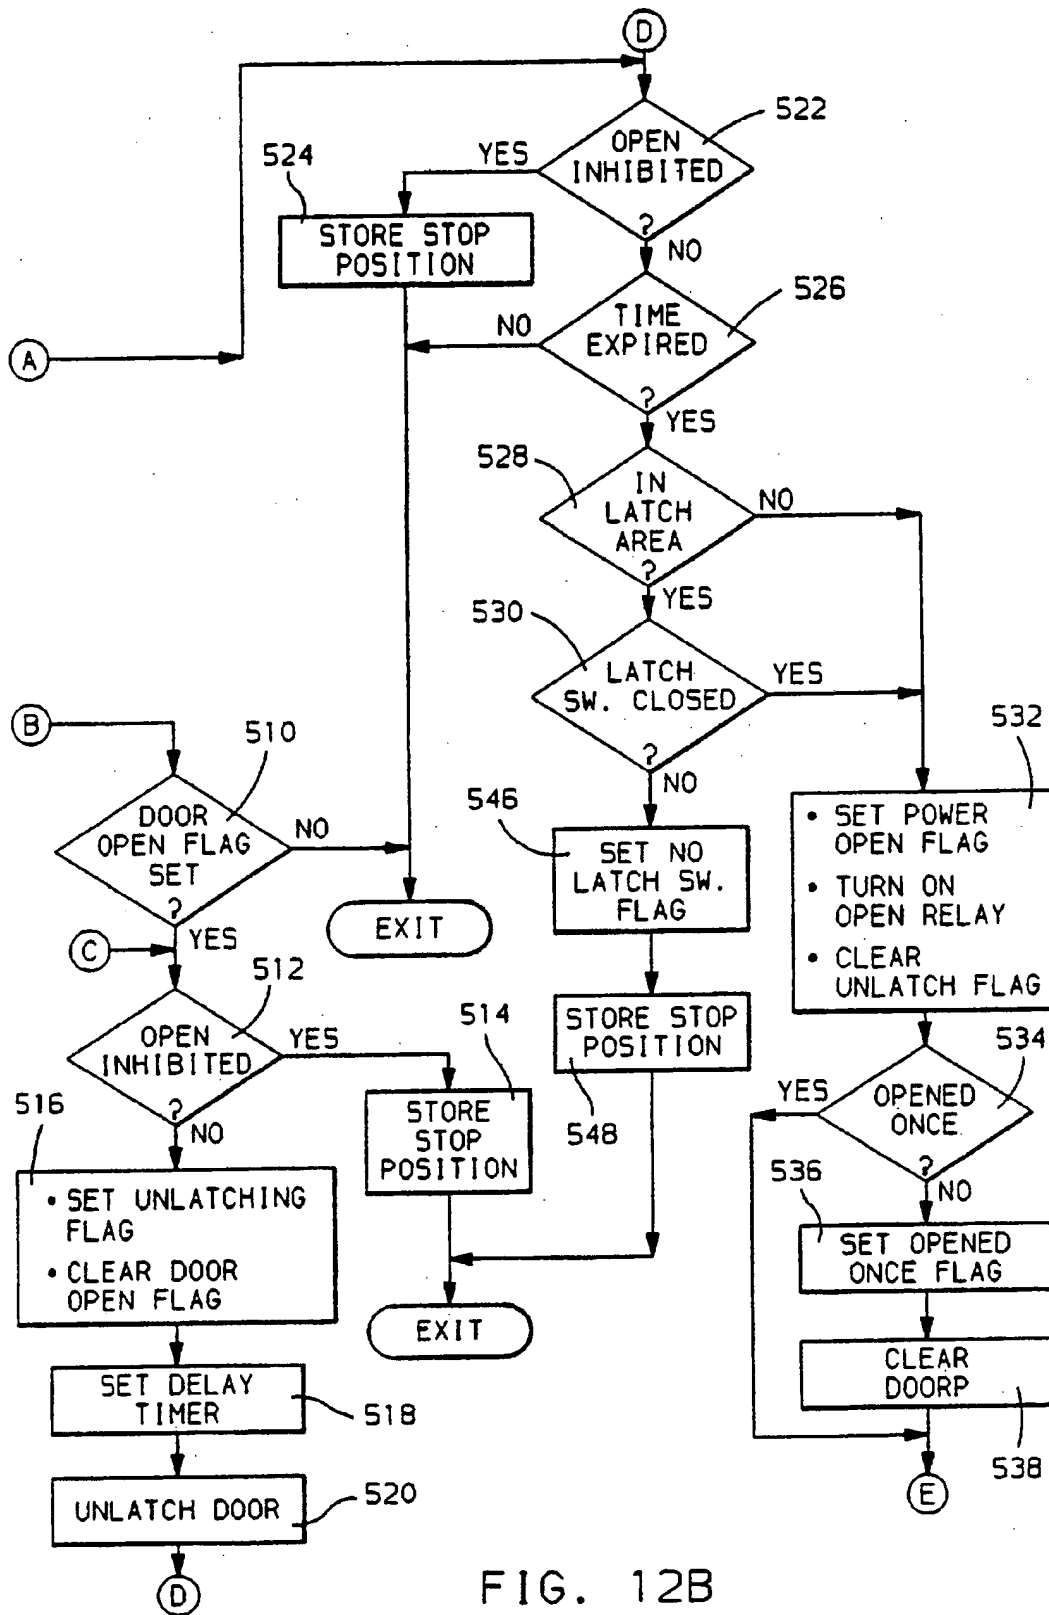 D
522
OPEN
INHIBITED
?
YES
NO
524
STORE STOP
POSITION
526
TIME
EXPIRED
?
NO
YES
A
528
IN
LATCH
AREA
?
NO
YES
530
LATCH
SW. CLOSED
?
YES
NO
B
510
DOOR
OPEN FLAG
SET
?
NO
YES
EXIT
C
512
OPEN
INHIBITED
?
YES
NO
514
STORE
STOP
POSITION
516
• SET UNLATCHING
FLAG
• CLEAR DOOR
OPEN FLAG
EXIT
SET DELAY
TIMER
518
UNLATCH DOOR
520
D
546
SET NO
LATCH SW.
FLAG
STORE STOP
POSITION
548
532
• SET POWER
OPEN FLAG
• TURN ON
OPEN RELAY
• CLEAR
UNLATCH FLAG
534
OPENED
ONCE
?
YES
NO
536
SET OPENED
ONCE FLAG
CLEAR
DOORP
538
E
FIG. 12B